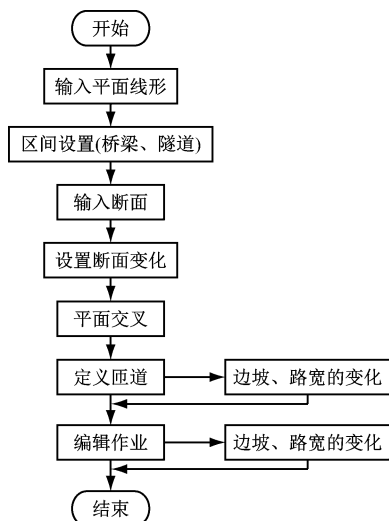 开始
输入平面线形
区间设置(桥梁、隧道)
输入断面
设置断面变化
平面交叉
定义匝道
边坡、路宽的变化
编辑作业
边坡、路宽的变化
结束